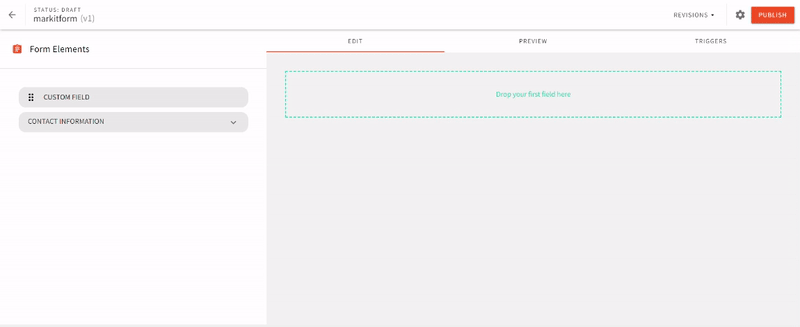 STATUS: DRAFT
markitform (v1)
REVISIONS
PUBLISH
Form Elements
EDIT
PREVIEW
TRIGGERS
CUSTOM FIELD
CONTACT INFORMATION
Drop your first field here